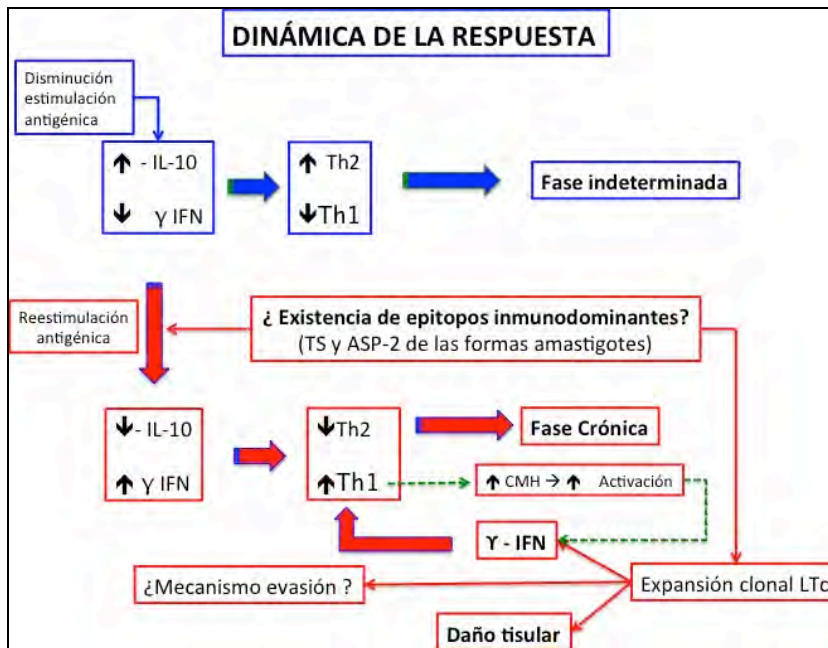 DINÁMICA DE LA RESPUESTA
Disminución
estimulación
antigénica
↑ - IL-10
↓ γ IFN
↑ Th2
↓Th1
Fase indeterminada
Reestimulación
antigénica
¿ Existencia de epitopos inmunodominantes?
(TS y ASP-2 de las formas amastigotes)
↓- IL-10
↑ γ IFN
↓Th2
↑Th1
Fase Crónica
↑ CMH → ↑ Activación
Υ - IFN
¿Mecanismo evasión ?
Expansión clonal LTc
Daño tisular